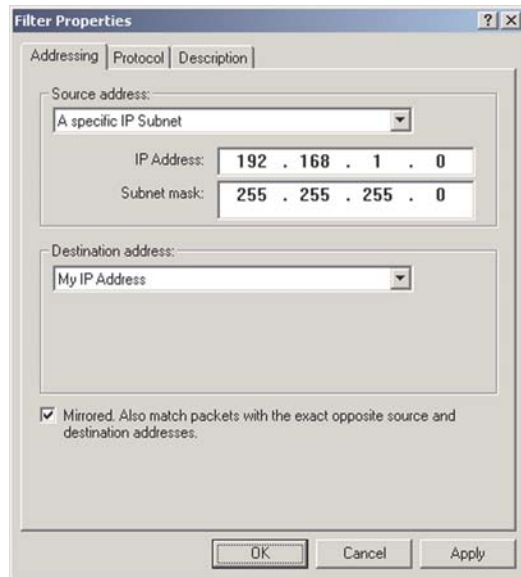 Filter Properties
Addressing Protocol Description
Source address:
A specific IP Subnet
IP Address: 192 . 168 . 1 . 0
Subnet mask: 255 . 255 . 255 . 0
Destination address:
My IP Address
Mirrored. Also match packets with the exact opposite source and
destination addresses.
OK Cancel Apply